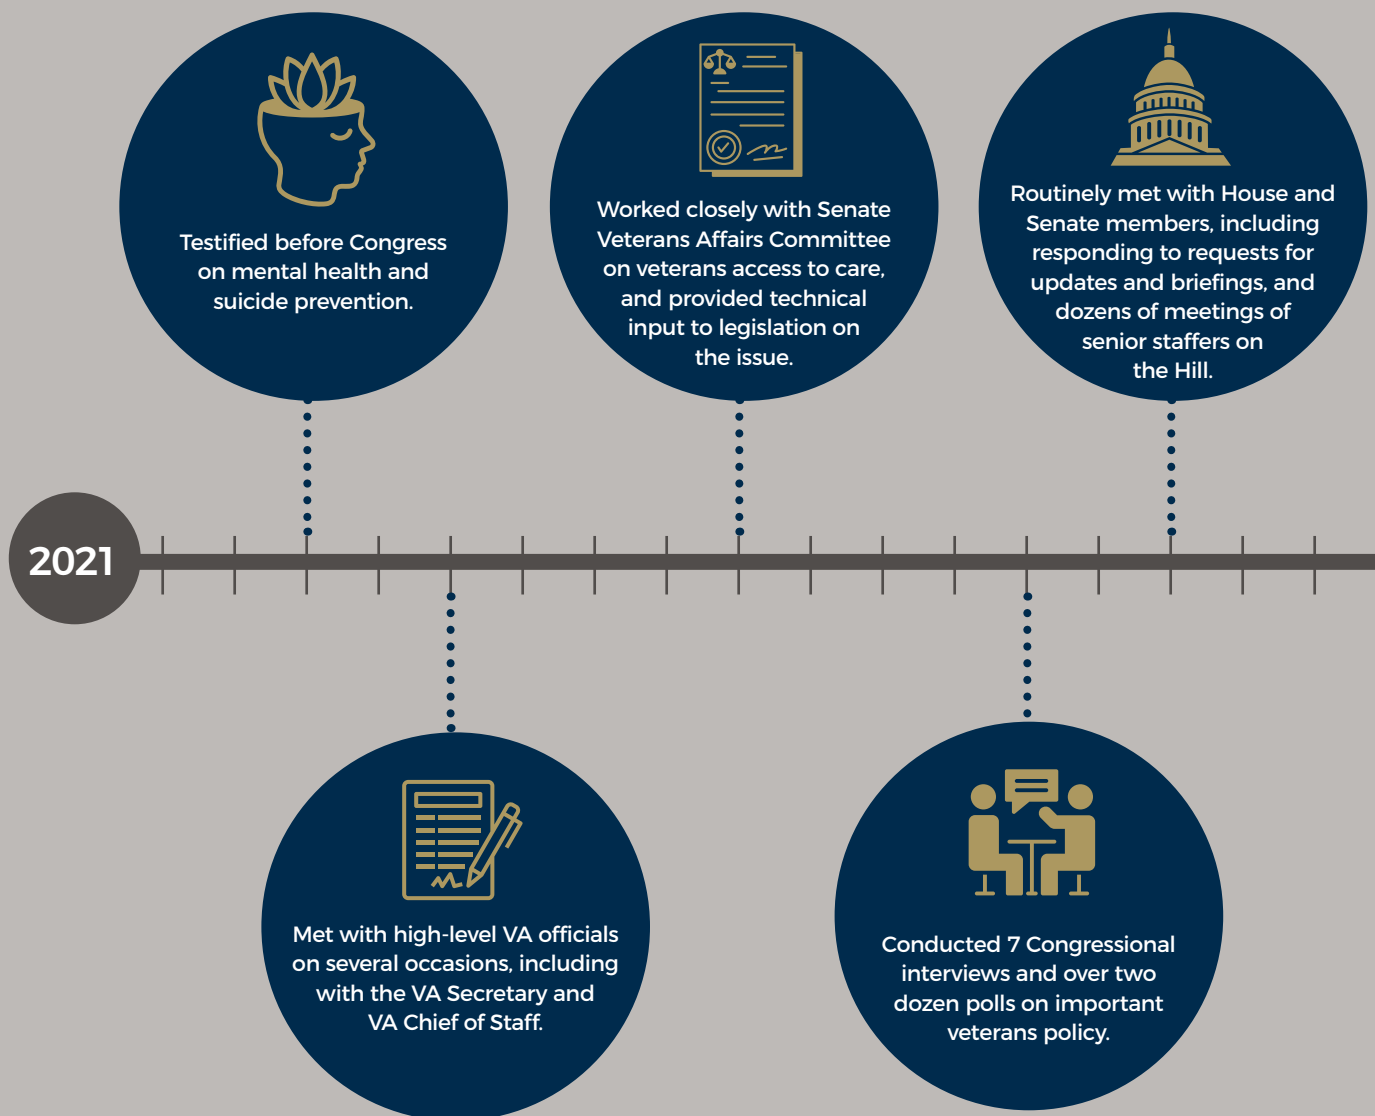 Testified before Congress
on mental health and
suicide prevention.
Worked closely with Senate
Veterans Affairs Committee
on veterans access to care,
and provided technical
input to legislation on
the issue.
Routinely met with House and
Senate members, including
responding to requests for
updates and briefings, and
dozens of meetings of
senior staffers on
the Hill.
2021
Met with high-level VA officials
on several occasions, including
with the VA Secretary and
VA Chief of Staff.
Conducted 7 Congressional
interviews and over two
dozen polls on important
veterans policy.